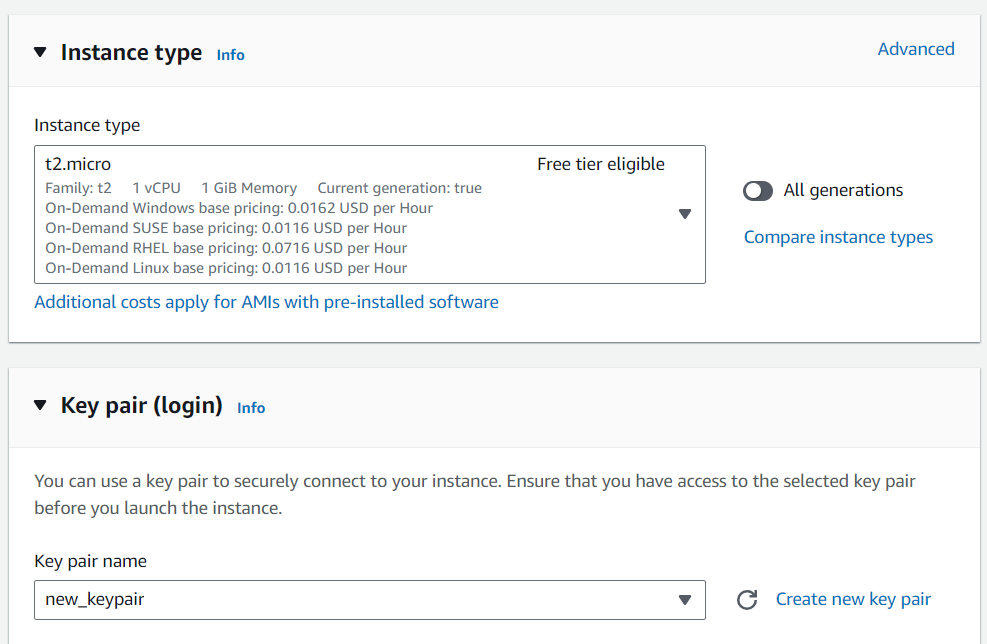 Instance type Info
Advanced
Instance type
t2.micro Free tier eligible
Family: t2 1 vCPU 1 GiB Memory Current generation: true
On-Demand Windows base pricing: 0.0162 USD per Hour
On-Demand SUSE base pricing: 0.0116 USD per Hour
On-Demand RHEL base pricing: 0.0716 USD per Hour
On-Demand Linux base pricing: 0.0116 USD per Hour
All generations
Compare instance types
Additional costs apply for AMIs with pre-installed software
Key pair (login) Info
You can use a key pair to securely connect to your instance. Ensure that you have access to the selected key pair
before you launch the instance.
Key pair name
new_keypair
Create new key pair